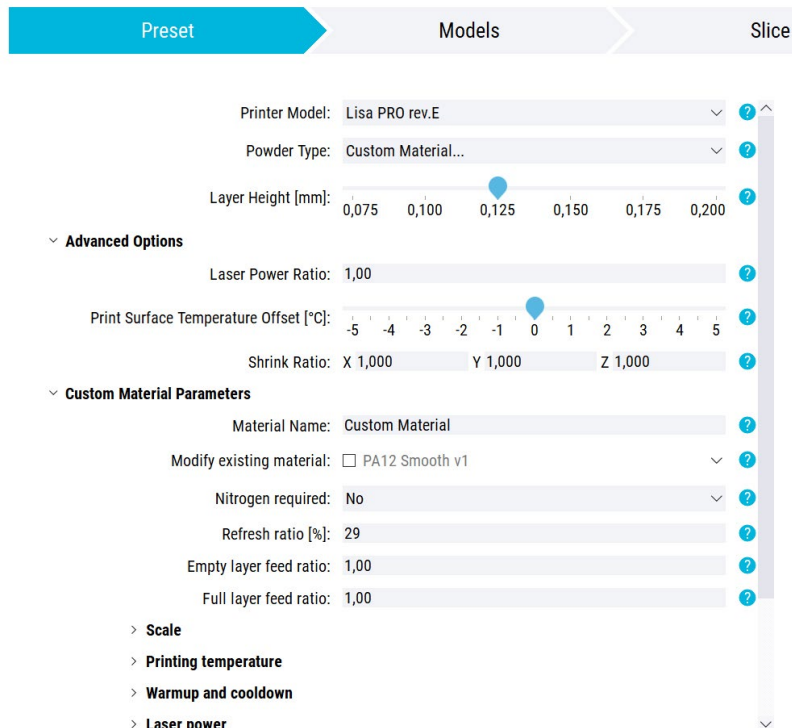 Preset Models Slice
Printer Model: Lisa PRO rev.E ?
Powder Type: Custom Material... ?
Layer Height [mm]: ?
0,075 0,100 0,125 0,150 0,175 0,200
Advanced Options
Laser Power Ratio: 1,00 ?
Print Surface Temperature Offset [°C]: ?
-5 -4 -3 -2 -1 0 1 2 3 4 5
Shrink Ratio: X 1,000 Y 1,000 Z 1,000 ?
Custom Material Parameters
Material Name: Custom Material ?
Modify existing material: PA12 Smooth v1 ?
Nitrogen required: No ?
Refresh ratio [%]: 29 ?
Empty layer feed ratio: 1,00 ?
Full layer feed ratio: 1,00 ?
Scale
Printing temperature
Warmup and cooldown
Laser power